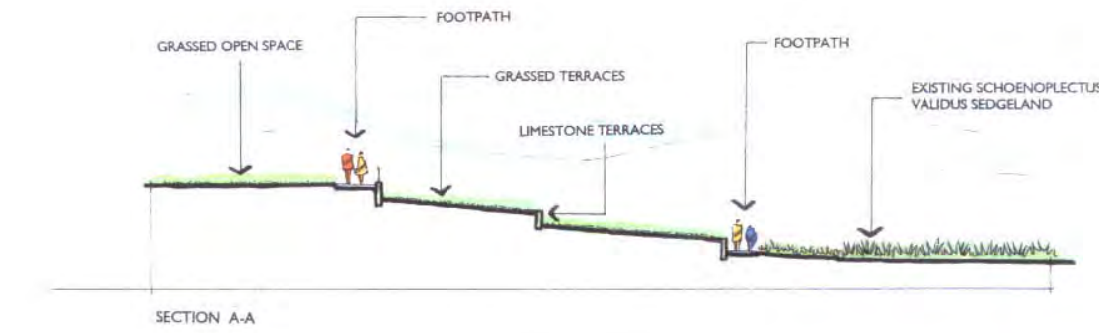 FOOTPATH
GRASSED OPEN SPACE
FOOTPATH
GRASSED TERRACES
EXISTING SCHOENOPLECTUS
VALIDUS SEDGELAND
LIMESTONE TERRACES
SECTION A-A